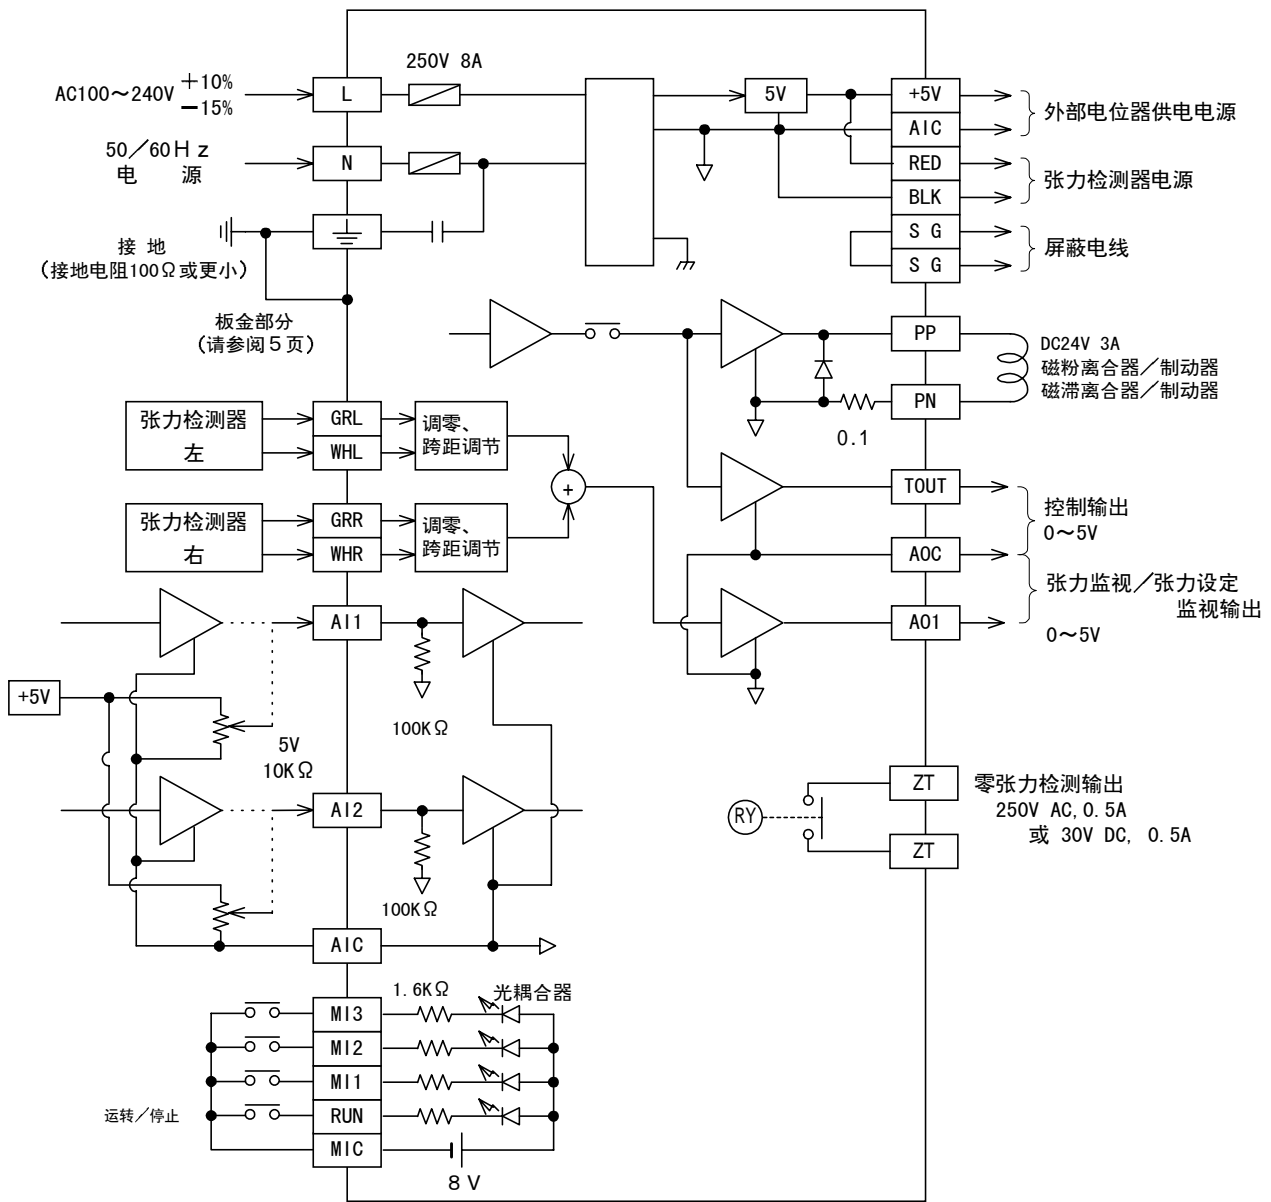 250V 8A
AC100～240V +10%
−15%
L
5V
+5V
AIC
外部电位器供电电源
50／60Hz
电 源
N
RED
BLK
张力检测器电源
接 地
(接地电阻100Ω或更小)
S G
S G
屏蔽电线
板金部分
(请参阅5页)
PP
PN
DC24V 3A
磁粉离合器／制动器
磁滞离合器／制动器
0.1
张力检测器
左
GRL
WHL
调零、
跨距调节
+
张力检测器
右
GRR
WHR
调零、
跨距调节
TOUT
AOC
AO1
控制输出
0～5V
张力监视／张力设定
监视输出
0～5V
AI1
+5V
100KΩ
5V
10KΩ
AI2
100KΩ
AIC
RY
ZT
ZT
零张力检测输出
250V AC,0.5A
或 30V DC, 0.5A
1.6KΩ
光耦合器
MI3
MI2
MI1
运转／停止
RUN
MIC
8V